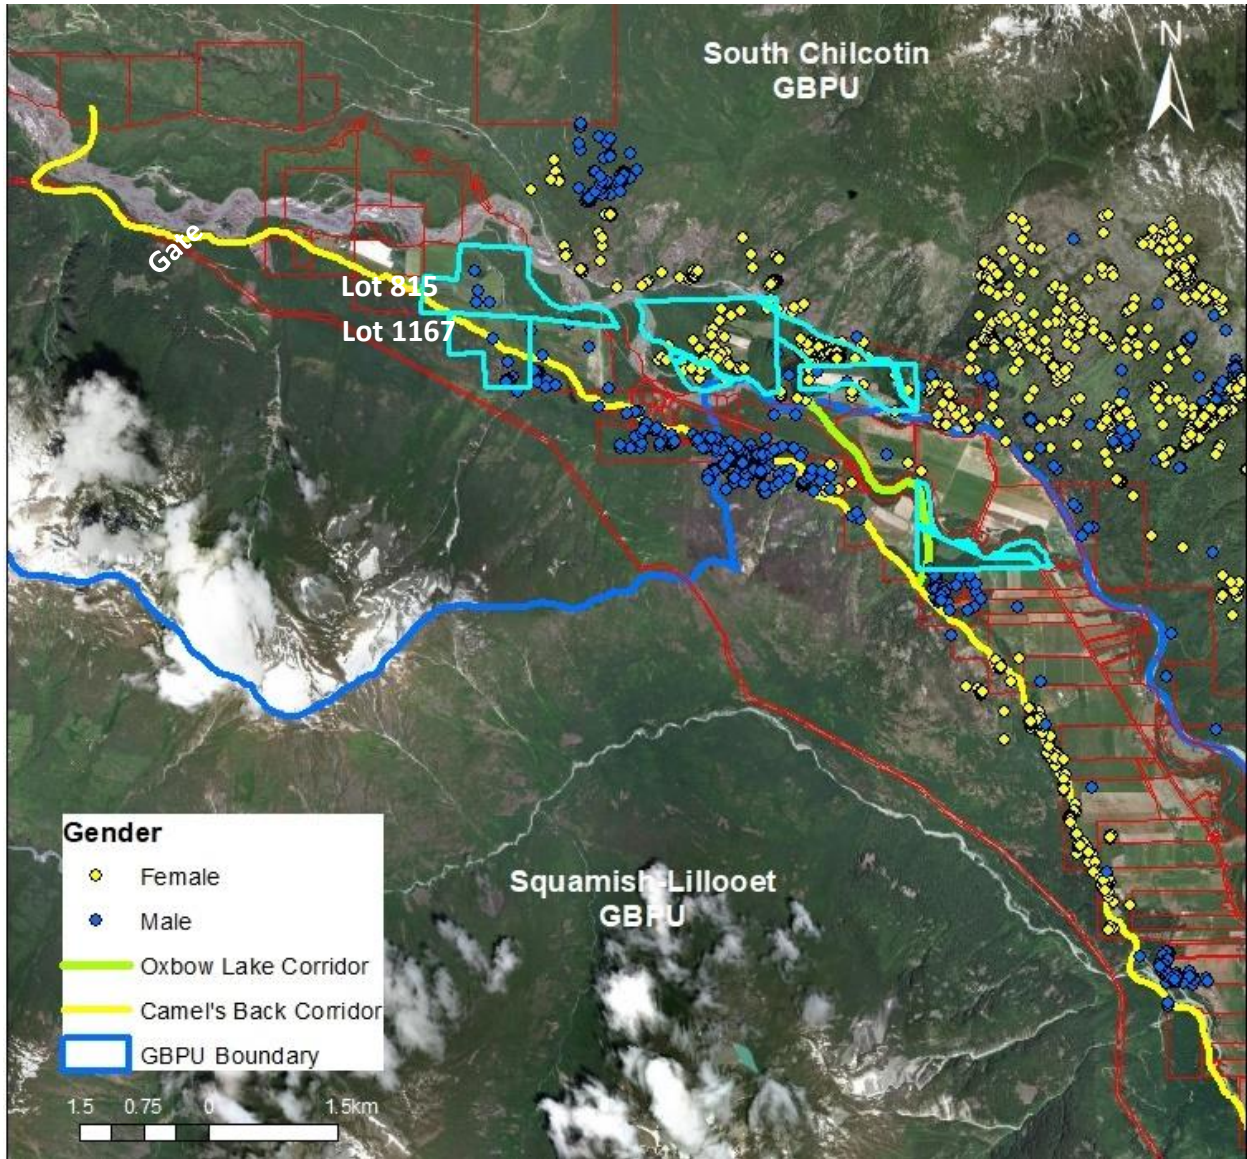 South Chilcotin
GBPU
N
Gate
Lot 815
Lot 1167
Squamish-Lillooet
GBPU
Gender
Female
Male
Oxbow Lake Corridor
Camel's Back Corridor
GBPU Boundary
1.5 0.75 0 1.5km